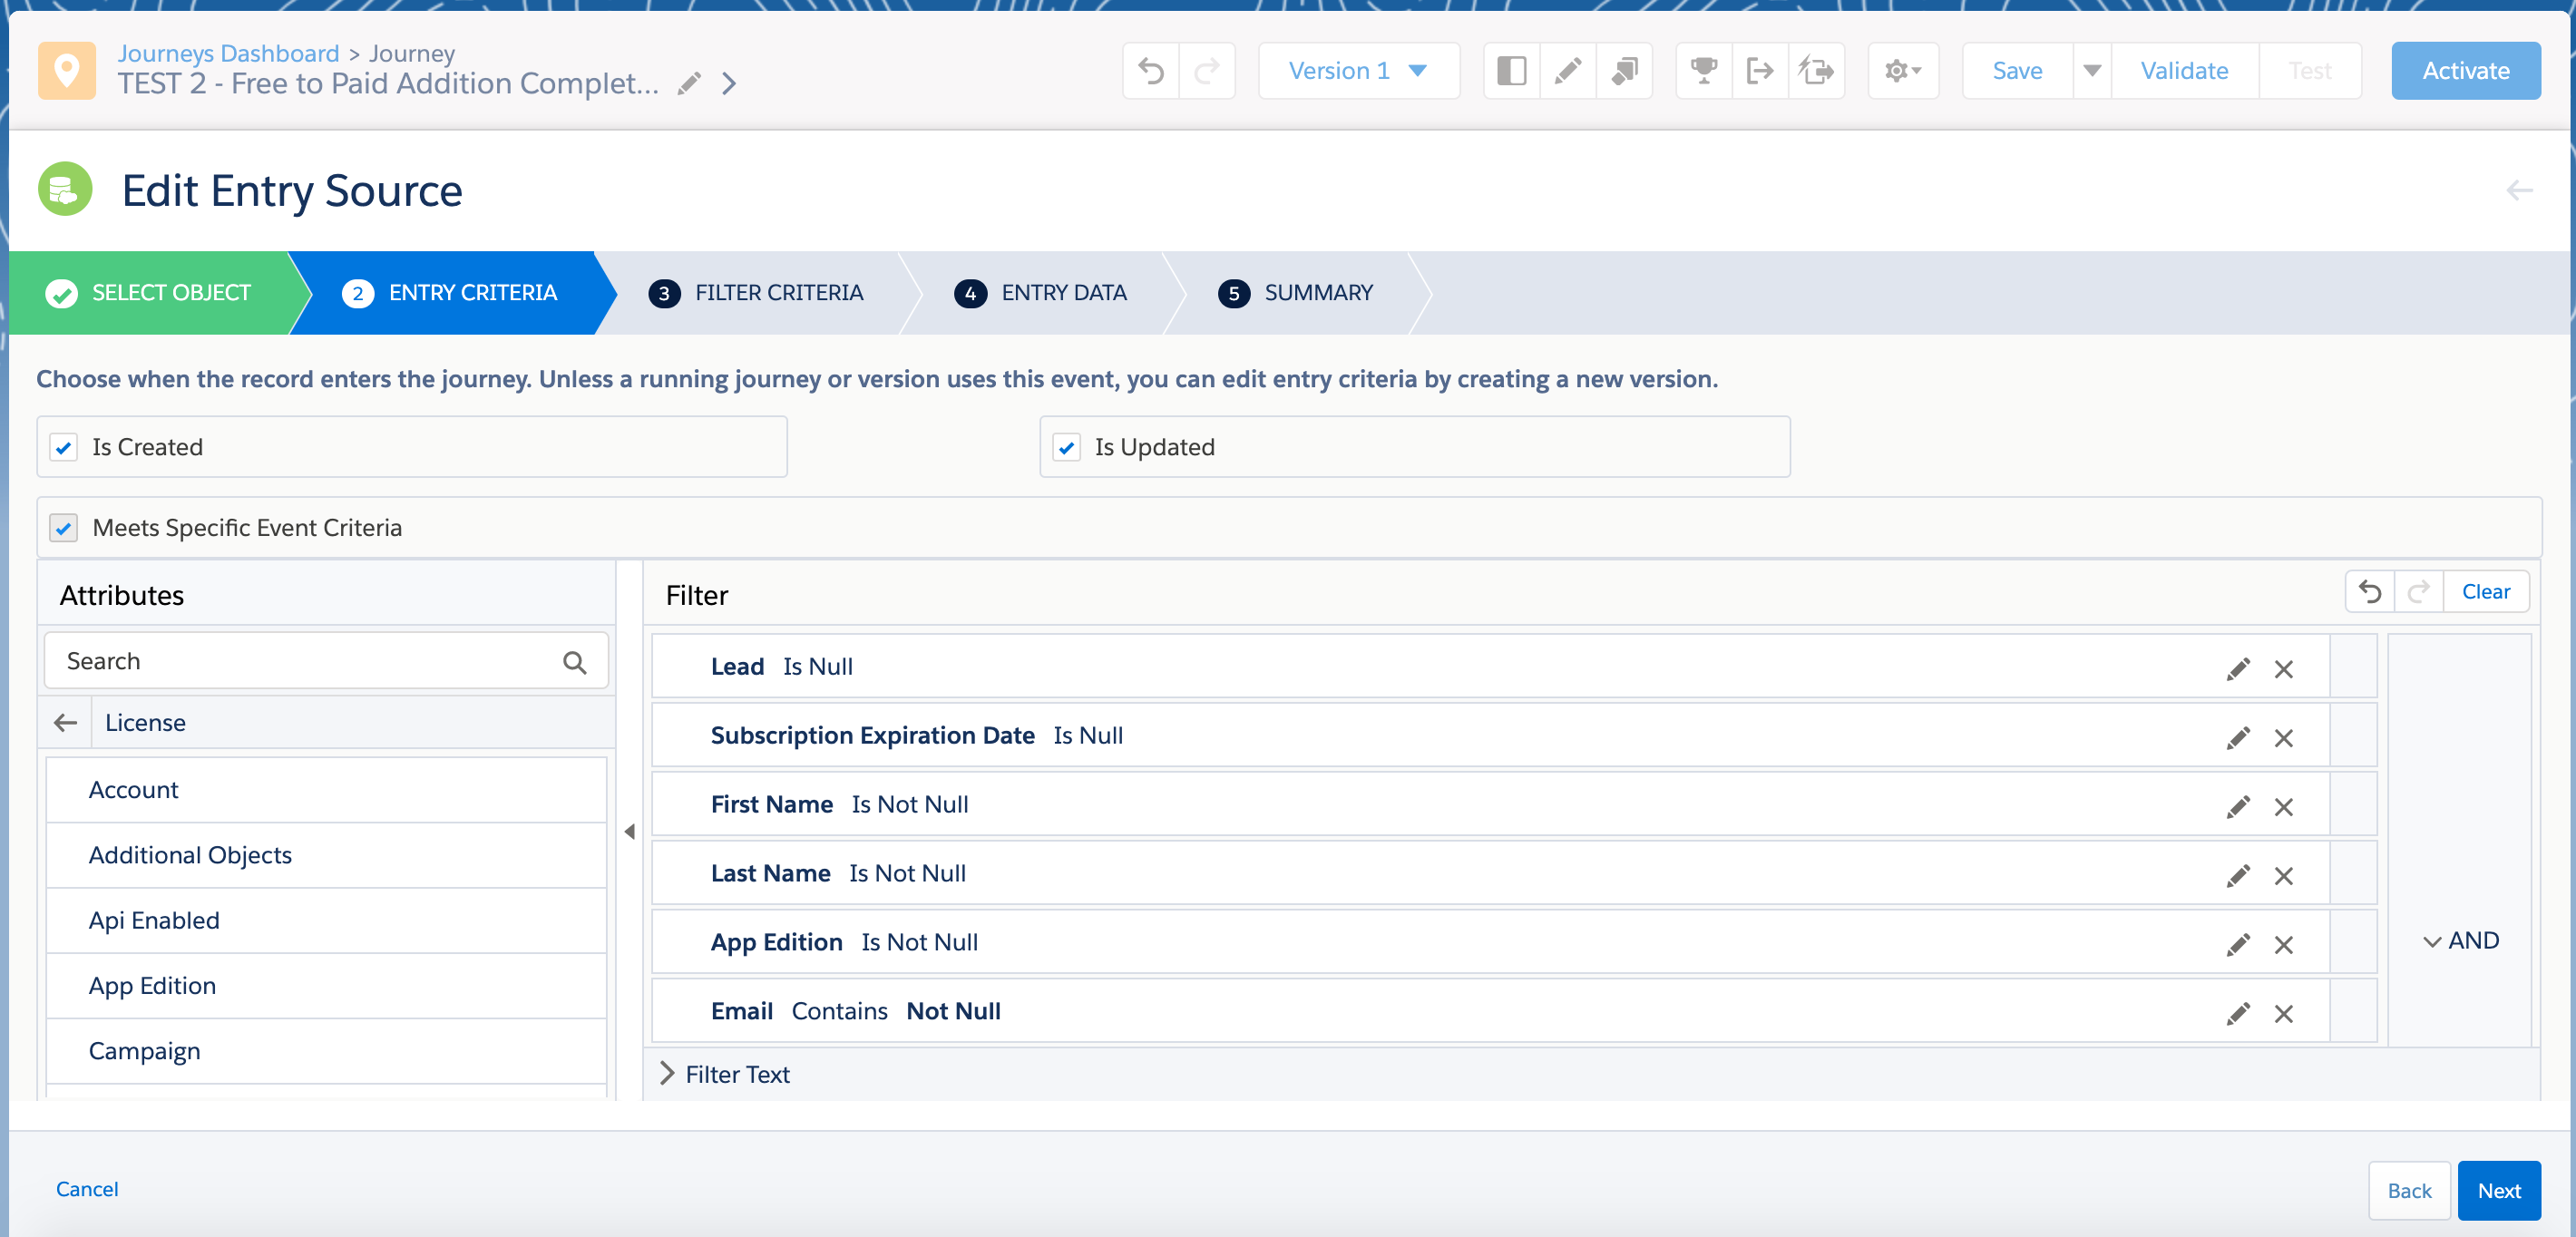 Journeys Dashboard > Journey
TEST 2 - Free to Paid Addition Complet...
Version 1
Save
Validate
Test
Activate
Edit Entry Source
SELECT OBJECT
2 ENTRY CRITERIA
3 FILTER CRITERIA
4 ENTRY DATA
5 SUMMARY
Choose when the record enters the journey. Unless a running journey or version uses this event, you can edit entry criteria by creating a new version.
Is Created
Is Updated
Meets Specific Event Criteria
Attributes
Search
License
Account
Additional Objects
Api Enabled
App Edition
Campaign
Filter
Clear
Lead Is Null
Subscription Expiration Date Is Null
First Name Is Not Null
Last Name Is Not Null
App Edition Is Not Null
Email Contains Not Null
AND
Filter Text
Cancel
Back
Next